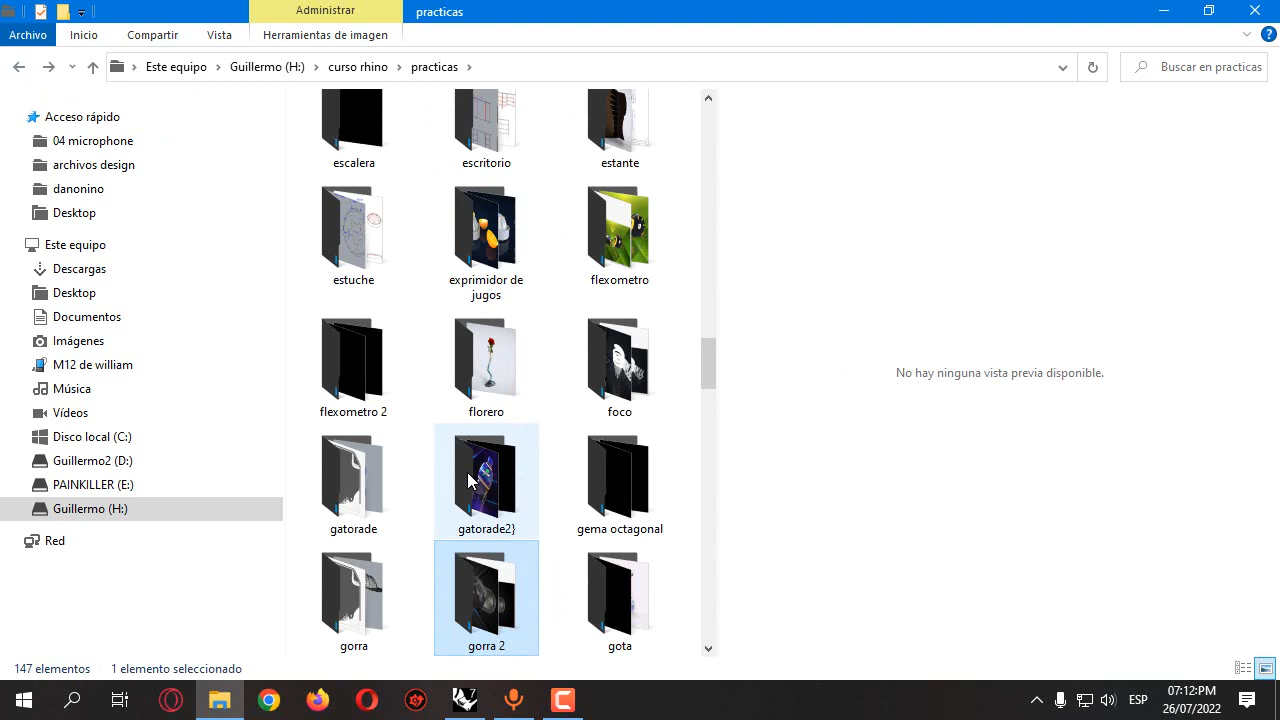 Administrar
practicas
Archivo
Inicio
Compartir
Vista
Herramientas de imagen
Este equipo
Guillermo (H:)
curso rhino
practicas
Buscar en practicas
Acceso rápido
04 microphone
archivos design
danonino
Desktop
Este equipo
Descargas
Desktop
Documentos
Imágenes
M12 de william
Música
Vídeos
Disco local (C:)
Guillermo2 (D:)
PAINKILLER (E:)
Guillermo (H:)
Red
escalera
escritorio
estante
estuche
exprimidor de
jugos
flexometro
flexometro 2
florero
foco
gatorade
gatorade2}
gema octagonal
gorra
gorra 2
gota
No hay ninguna vista previa disponible.
147 elementos
1 elemento seleccionado
7
ESP
07:12:PM
26/07/2022